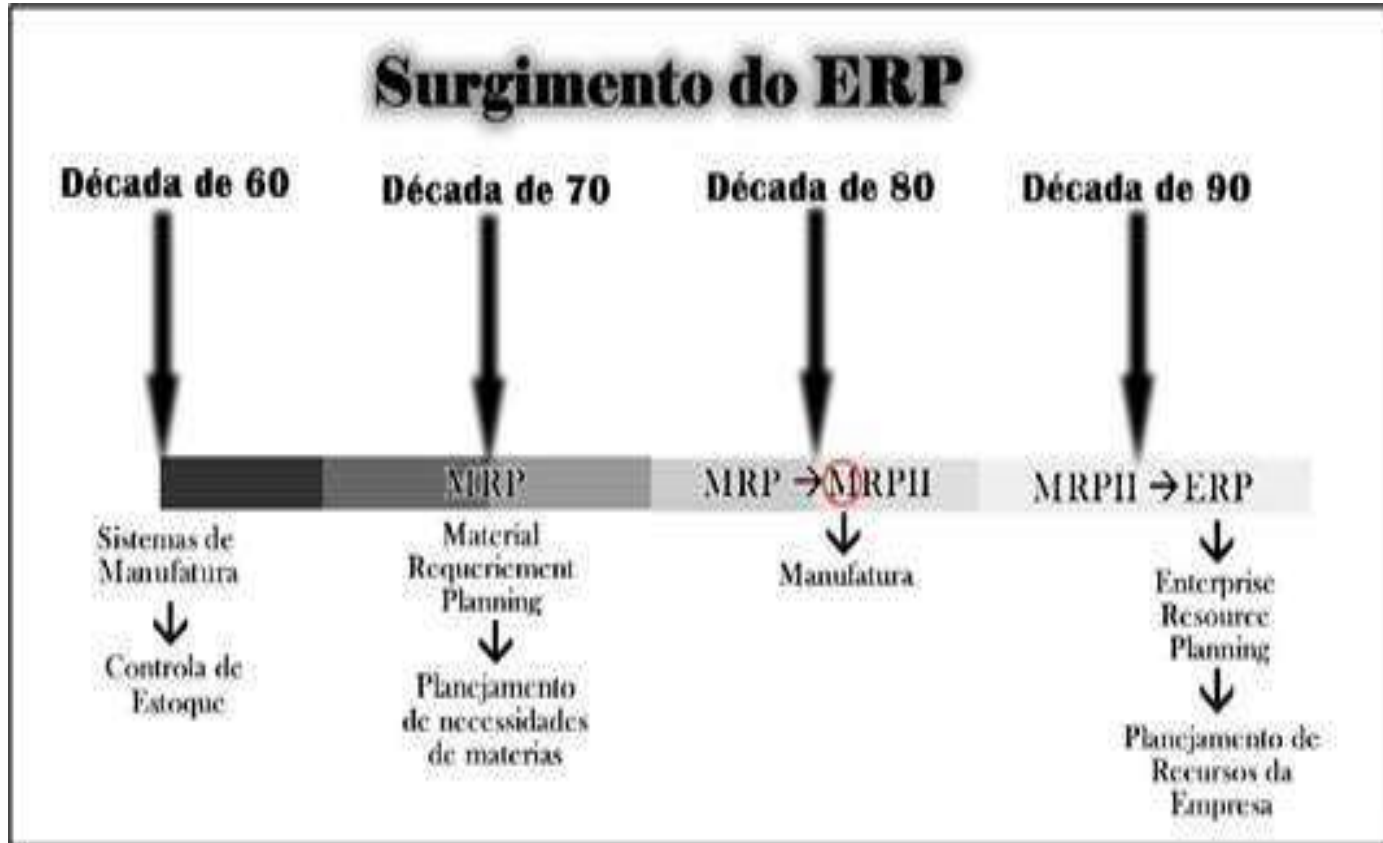 Surgimento do ERP
Década de 60
Década de 70
Década de 80
Década de 90
MRP
MRP → MRPII
MRPII → ERP
Sistemas de
Manufatura
↓
Controla de
Estoque
Material
Requeriement
Planning
↓
Planejamento
de necessidades
de materias
↓
Manufatura
↓
Enterprise
Resource
Planning
↓
Planejamento de
Recursos da
Empresa